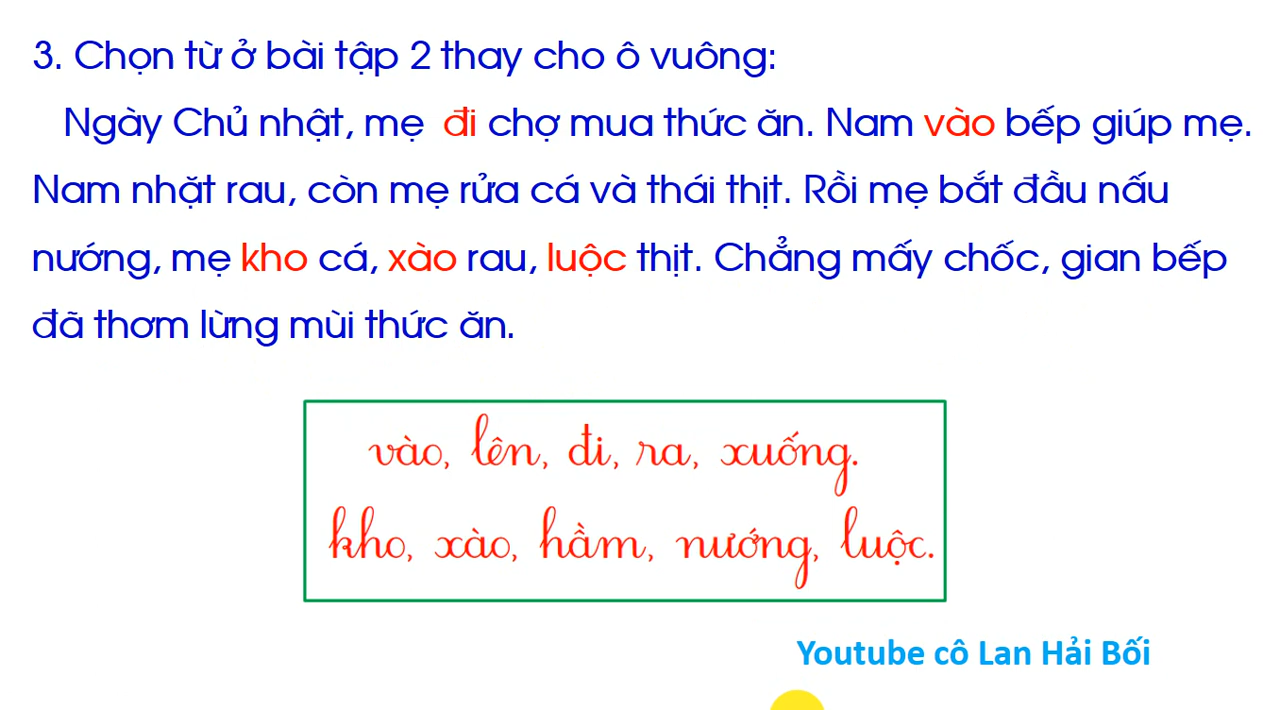 3. Chọn từ ở bài tập 2 thay cho ô vuông:
Ngày Chủ nhật, mẹ đi chợ mua thức ăn. Nam vào bếp giúp mẹ.
Nam nhặt rau, còn mẹ rửa cá và thái thịt. Rồi mẹ bắt đầu nấu
nướng, mẹ kho cá, xào rau, luộc thịt. Chẳng mấy chốc, gian bếp
đã thơm lừng mùi thức ăn.
vào, lên, đi, ra, xuống.
kho, xào, hầm, nướng, luộc.
Youtube cô Lan Hải Bối